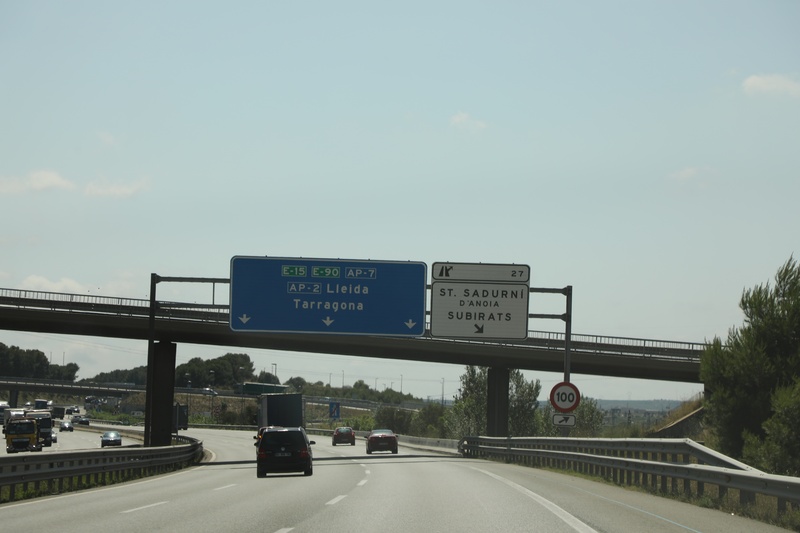 E-15 E-90 AP-7
AP-2 Lleida
Tarragona
27
ST. SADURNÍ
D'ANOIA
SUBIRATS
100